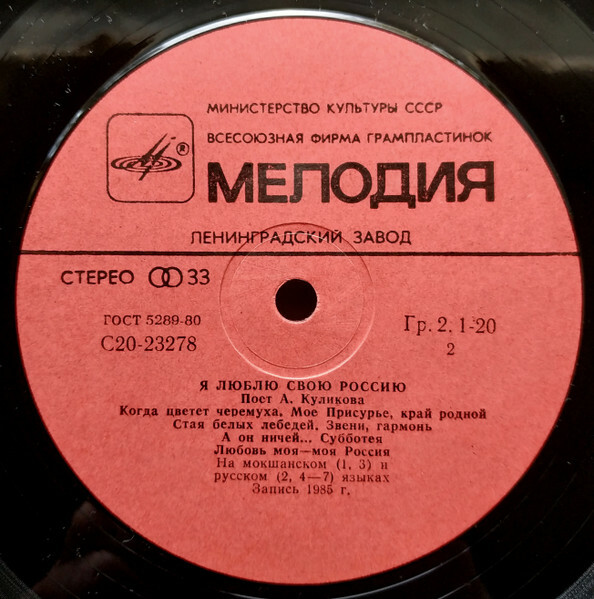 МИНИСТЕРСТВО КУЛЬТУРЫ СССР
ВСЕСОЮЗНАЯ ФИРМА ГРАМПЛАСТИНОК
®
МЕЛОДИЯ
ЛЕНИНГРАДСКИЙ ЗАВОД
СТЕРЕО 33
ГОСТ 5289-80
Гр. 2. 1-20
С20-23278
2
Я ЛЮБЛЮ СВОЮ РОССИЮ
Поет А. Куликова
Когда цветет черемуха. Мое Присурье, край родной
Стая белых лебедей. Звени, гармонь
А он ничей... Субботея
Любовь моя—моя Россия
На мокшанском (1, 3) и
русском (2, 4—7) языках
Запись 1985 г.